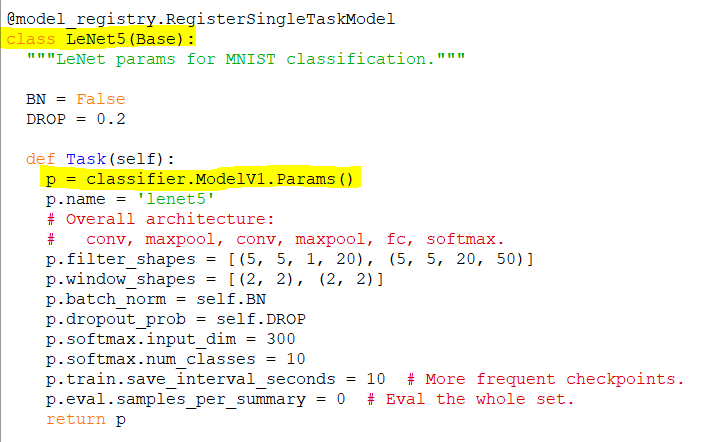 @model_registry.RegisterSingleTaskModel
class LeNet5(Base):
  """LeNet params for MNIST classification."""
  BN = False
  DROP = 0.2
  def Task(self):
    p = classifier.ModelV1.Params()
    p.name = 'lenet5'
    # Overall architecture:
    #   conv, maxpool, conv, maxpool, fc, softmax.
    p.filter_shapes = [(5, 5, 1, 20), (5, 5, 20, 50)]
    p.window_shapes = [(2, 2), (2, 2)]
    p.batch_norm = self.BN
    p.dropout_prob = self.DROP
    p.softmax.input_dim = 300
    p.softmax.num_classes = 10
    p.train.save_interval_seconds = 10  # More frequent checkpoints.
    p.eval.samples_per_summary = 0  # Eval the whole set.
    return p